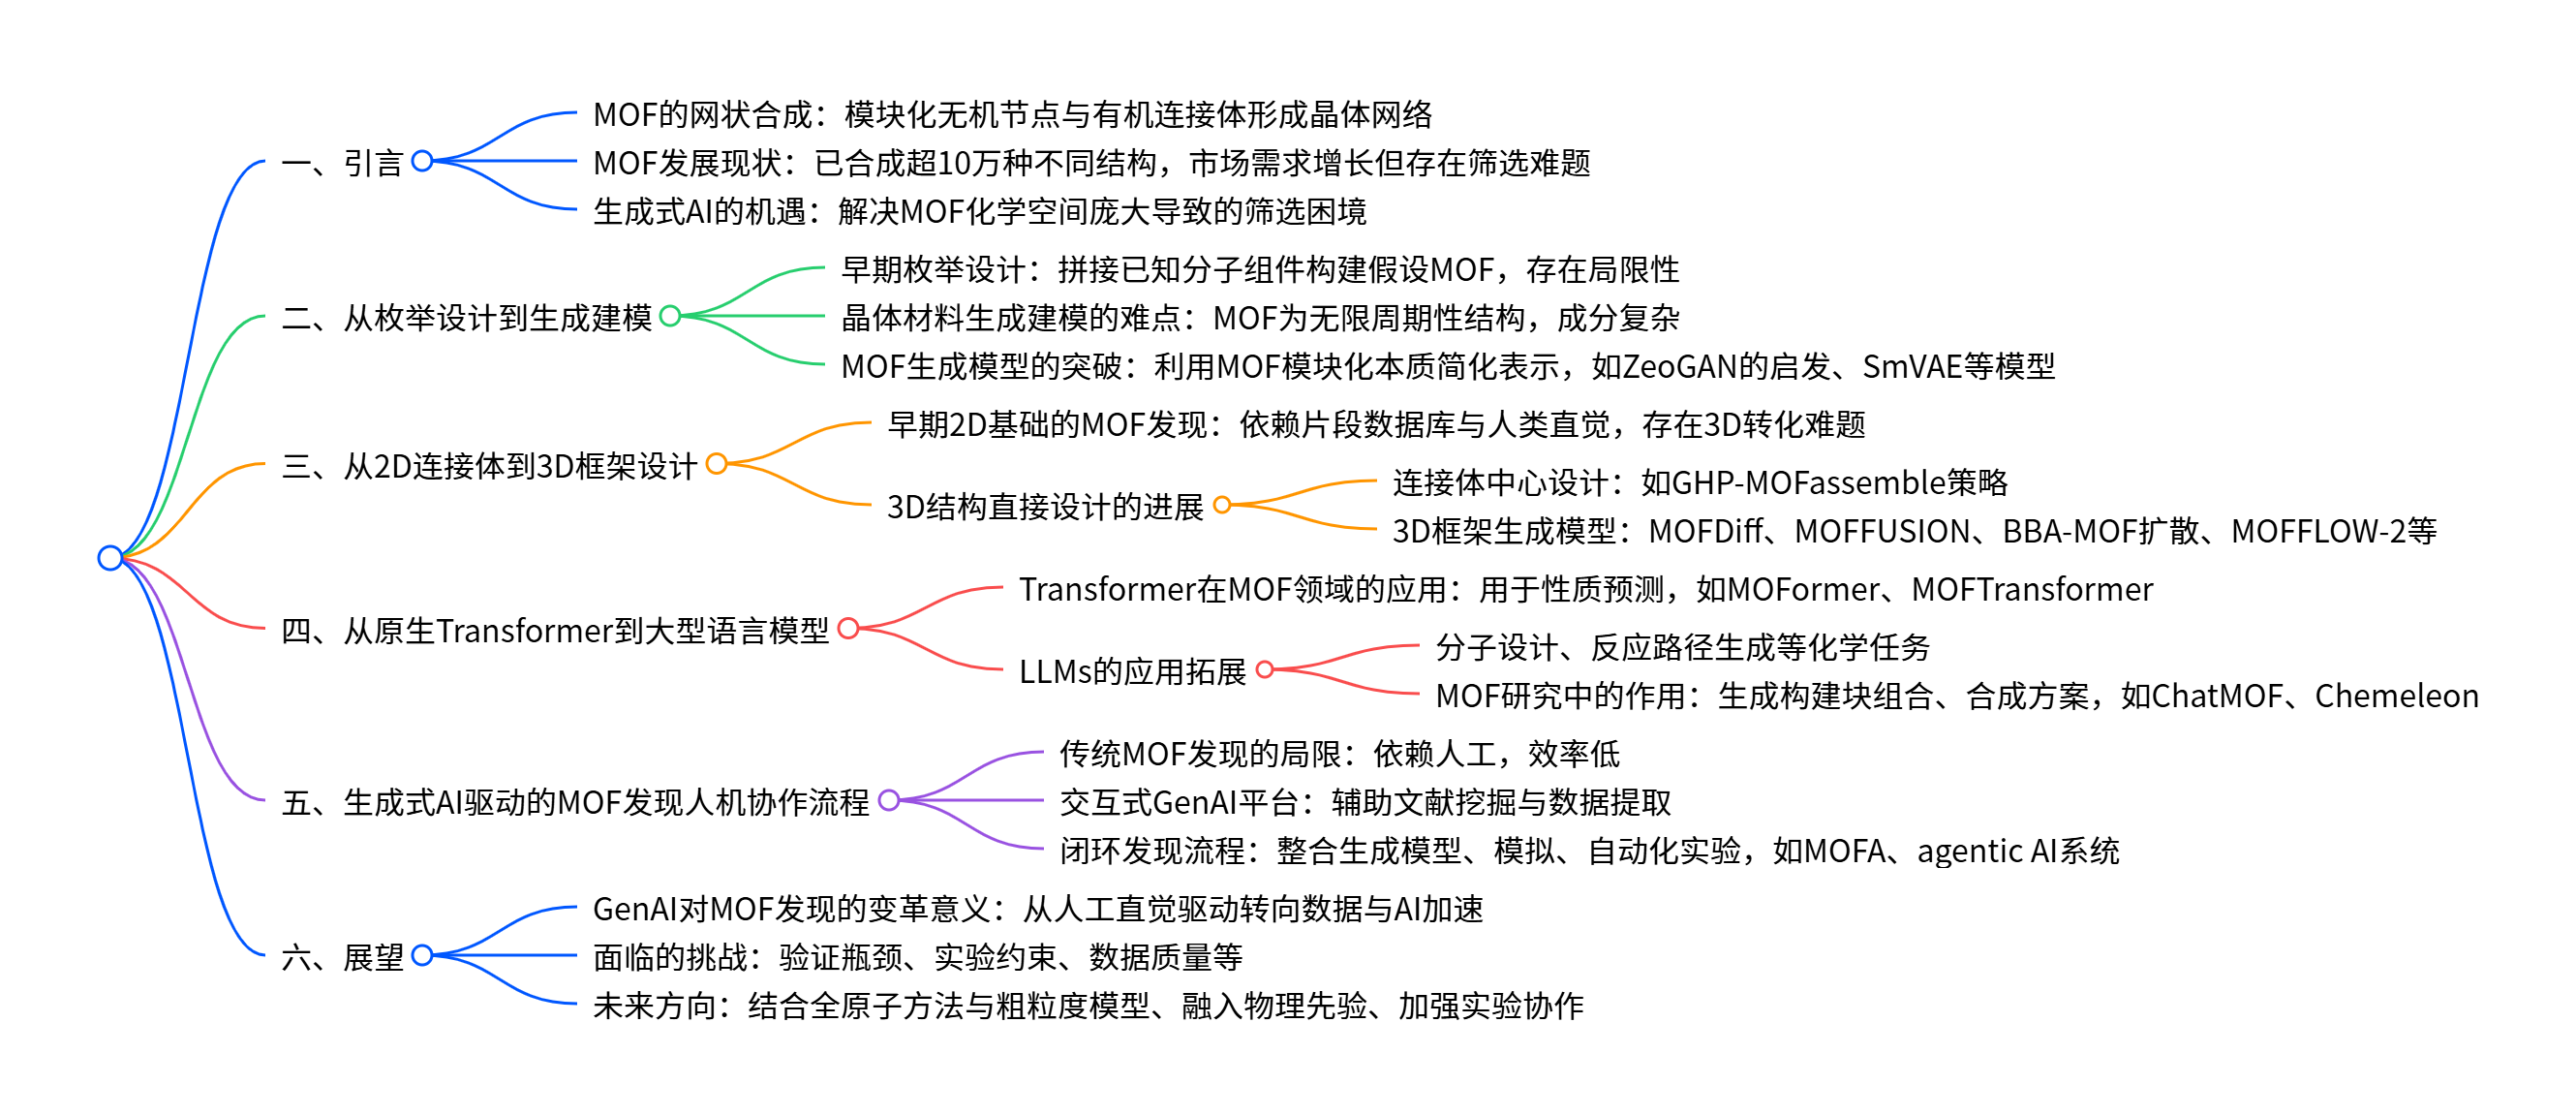 一、引言
MOF的网状合成：模块化无机节点与有机连接体形成晶体网络
MOF发展现状：已合成超10万种不同结构，市场需求增长但存在筛选难题
生成式AI的机遇：解决MOF化学空间庞大导致的筛选困境
二、从枚举设计到生成建模
早期枚举设计：拼接已知分子组件构建假设MOF，存在局限性
晶体材料生成建模的难点：MOF为无限周期性结构，成分复杂
MOF生成模型的突破：利用MOF模块化本质简化表示，如ZeoGAN的启发、SmVAE等模型
三、从2D连接体到3D框架设计
早期2D基础的MOF发现：依赖片段数据库与人类直觉，存在3D转化难题
3D结构直接设计的进展
连接体中心设计：如GHP-MOFassemble策略
3D框架生成模型：MOFDiff、MOFFUSION、BBA-MOF扩散、MOFFLOW-2等
四、从原生Transformer到大型语言模型
Transformer在MOF领域的应用：用于性质预测，如MOFormer、MOFTransformer
LLMs的应用拓展
分子设计、反应路径生成等化学任务
MOF研究中的作用：生成构建块组合、合成方案，如ChatMOF、Chemeleon
五、生成式AI驱动的MOF发现人机协作流程
传统MOF发现的局限：依赖人工，效率低
交互式GenAI平台：辅助文献挖掘与数据提取
闭环发现流程：整合生成模型、模拟、自动化实验，如MOFA、agentic AI系统
六、展望
GenAI对MOF发现的变革意义：从人工直觉驱动转向数据与AI加速
面临的挑战：验证瓶颈、实验约束、数据质量等
未来方向：结合全原子方法与粗粒度模型、融入物理先验、加强实验协作